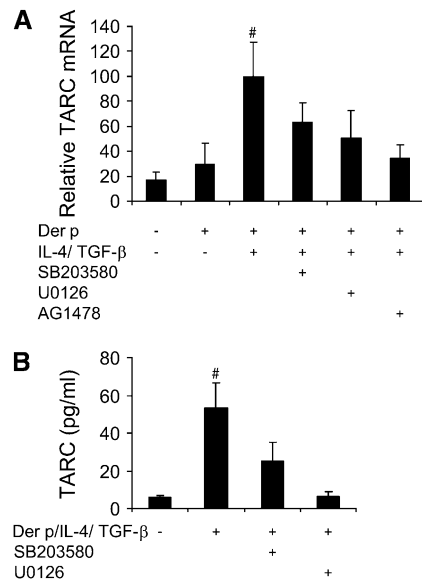 A
Relative TARC mRNA
140
120
100
80
60
40
20
0
#
Der p - + + + + +
IL-4/ TGF-β - - + + + +
SB203580 +
U0126 +
AG1478 +
B
TARC (pg/ml)
80
60
40
20
0
#
Der p/IL-4/ TGF-β - + + +
SB203580 +
U0126 +